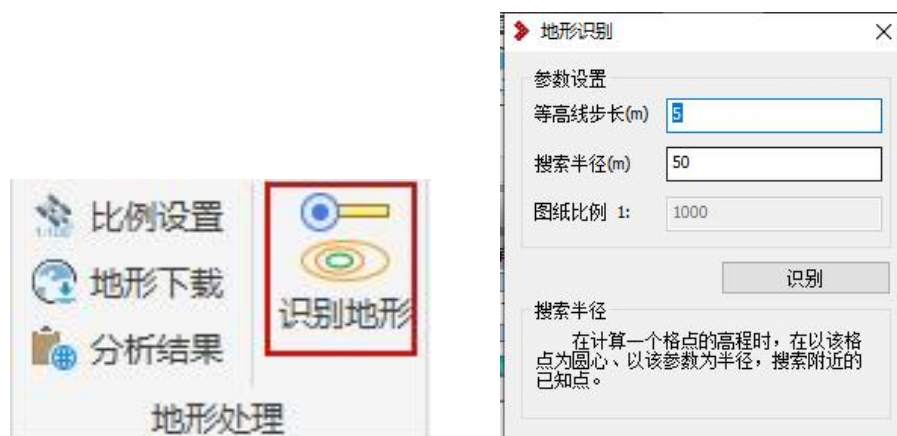 比例设置
地形下载
分析结果
识别地形
地形处理
地形识别
参数设置
等高线步长(m) 5
搜索半径(m) 50
图纸比例 1: 1000
识别
搜索半径
在计算一个格点的高程时，在以该格
点为圆心、以该参数为半径，搜索附近的
已知点。